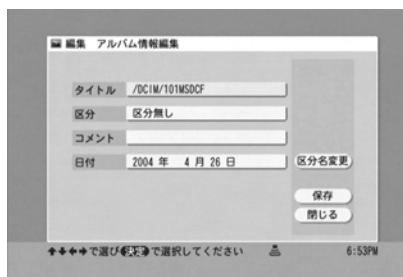 編集 アルバム情報編集
タイトル /DCIM/101MSDCF
区分 区分無し
コメント
日付 2004 年 4 月 26 日
区分名変更
保存
閉じる
↑↓←→で選び決定で選択してください 6:53PM